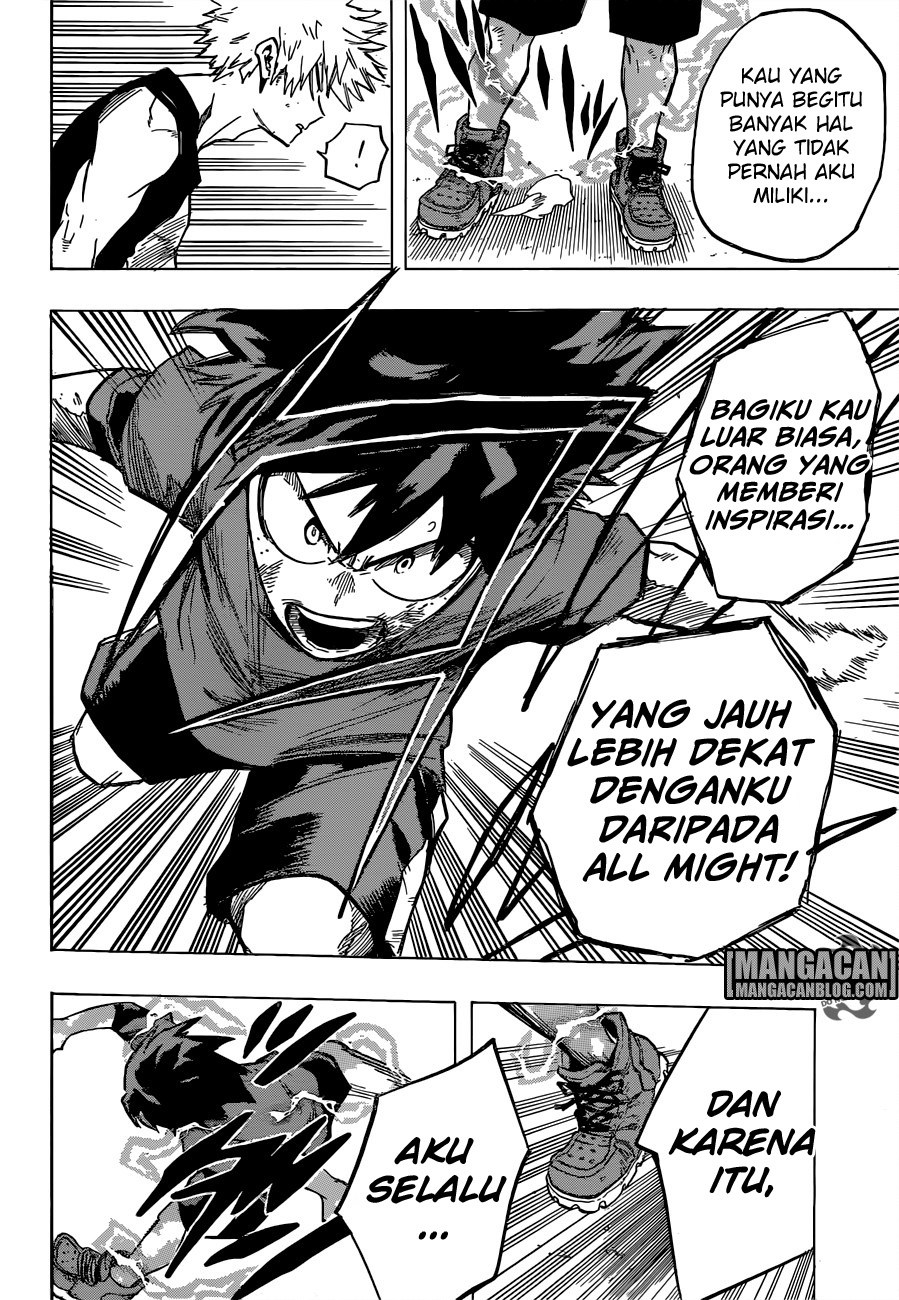 KAU YANG
PUNYA BEGITU
BANYAK HAL
YANG TIDAK
PERNAH AKU
MILIKI...
!
BAGIKU KAU
LUAR BIASA,
ORANG YANG
MEMBERI
INSPIRASI...
YANG JAUH
LEBIH DEKAT
DENGANKU
DARIPADA
ALL MIGHT!
[MANGACAN]
MANGACANBLOG.COM
DAN
KARENA
ITU,
AKU
SELALU
...